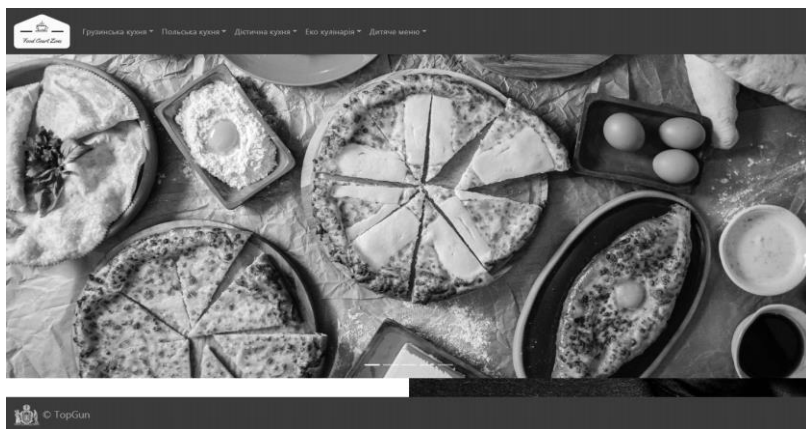 Food Court Zone
Грузинська кухня Польська кухня Дієтична кухня Еко кулінарія Дитяче меню
© TopGun